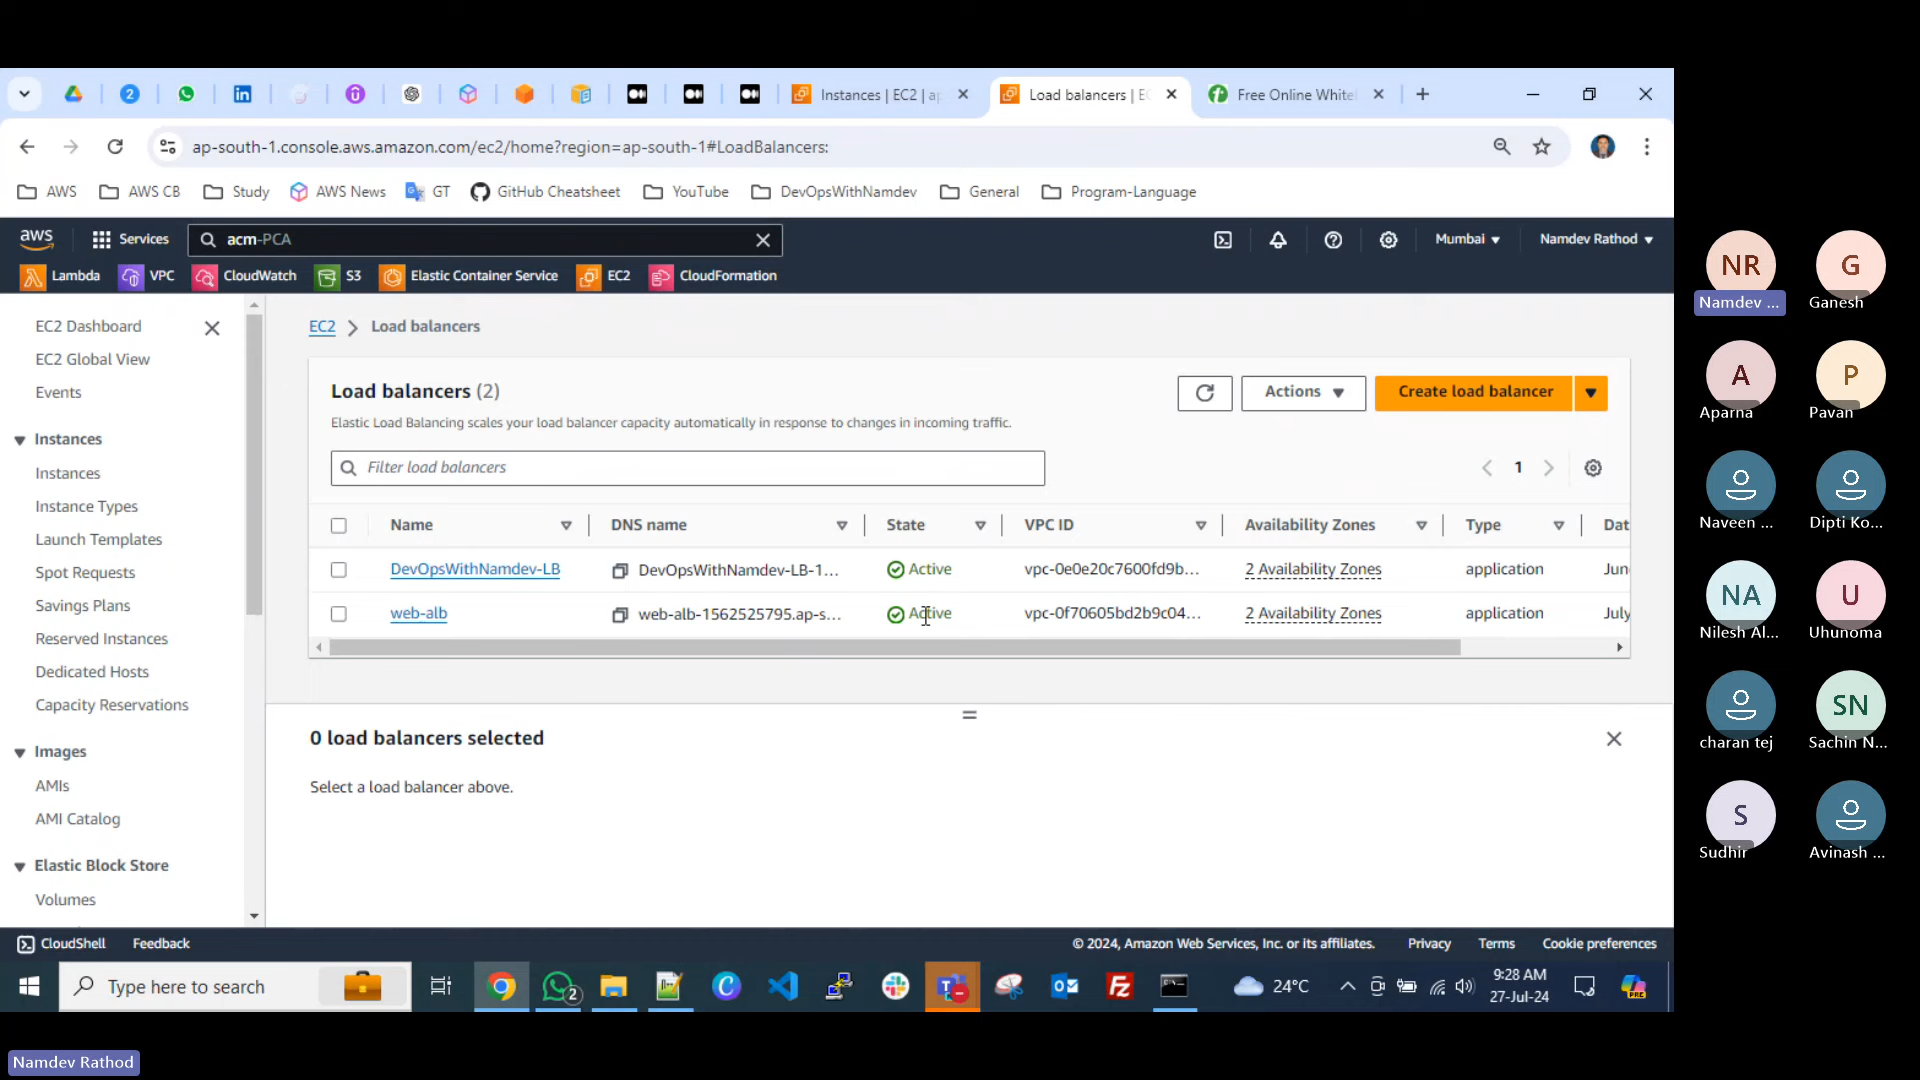 Instances | EC2 | ap
Load balancers | EC
Free Online White
ap-south-1.console.aws.amazon.com/ec2/home?region=ap-south-1#LoadBalancers:
AWS
AWS CB
Study
AWS News
GT
GitHub Cheatsheet
YouTube
DevOpsWithNamdev
General
Program-Language
aws
Services
acm-PCA
Mumbai
Namdev Rathod
Lambda
VPC
CloudWatch
S3
Elastic Container Service
EC2
CloudFormation
EC2 Dashboard
EC2 Global View
Events
Instances
Instances
Instance Types
Launch Templates
Spot Requests
Savings Plans
Reserved Instances
Dedicated Hosts
Capacity Reservations
Images
AMIs
AMI Catalog
Elastic Block Store
Volumes
EC2 > Load balancers
Load balancers (2)
Elastic Load Balancing scales your load balancer capacity automatically in response to changes in incoming traffic.
Actions
Create load balancer
Filter load balancers
1
Name DNS name State VPC ID Availability Zones Type Dat
DevOpsWithNamdev-LB DevOpsWithNamdev-LB-1... Active vpc-0e0e20c7600fd9b... 2 Availability Zones application Jun
web-alb web-alb-1562525795.ap-s... Active vpc-0f70605bd2b9c04... 2 Availability Zones application July
0 load balancers selected
Select a load balancer above.
CloudShell
Feedback
© 2024, Amazon Web Services, Inc. or its affiliates.
Privacy
Terms
Cookie preferences
Type here to search
2
24°C
9:28 AM
27-Jul-24
NR
Namdev ...
G
Ganesh
A
Aparna
P
Pavan
Naveen ...
Dipti Ko...
NA
Nilesh Al...
U
Uhunoma
charan tej
SN
Sachin N...
S
Sudhir
Avinash ...
Namdev Rathod